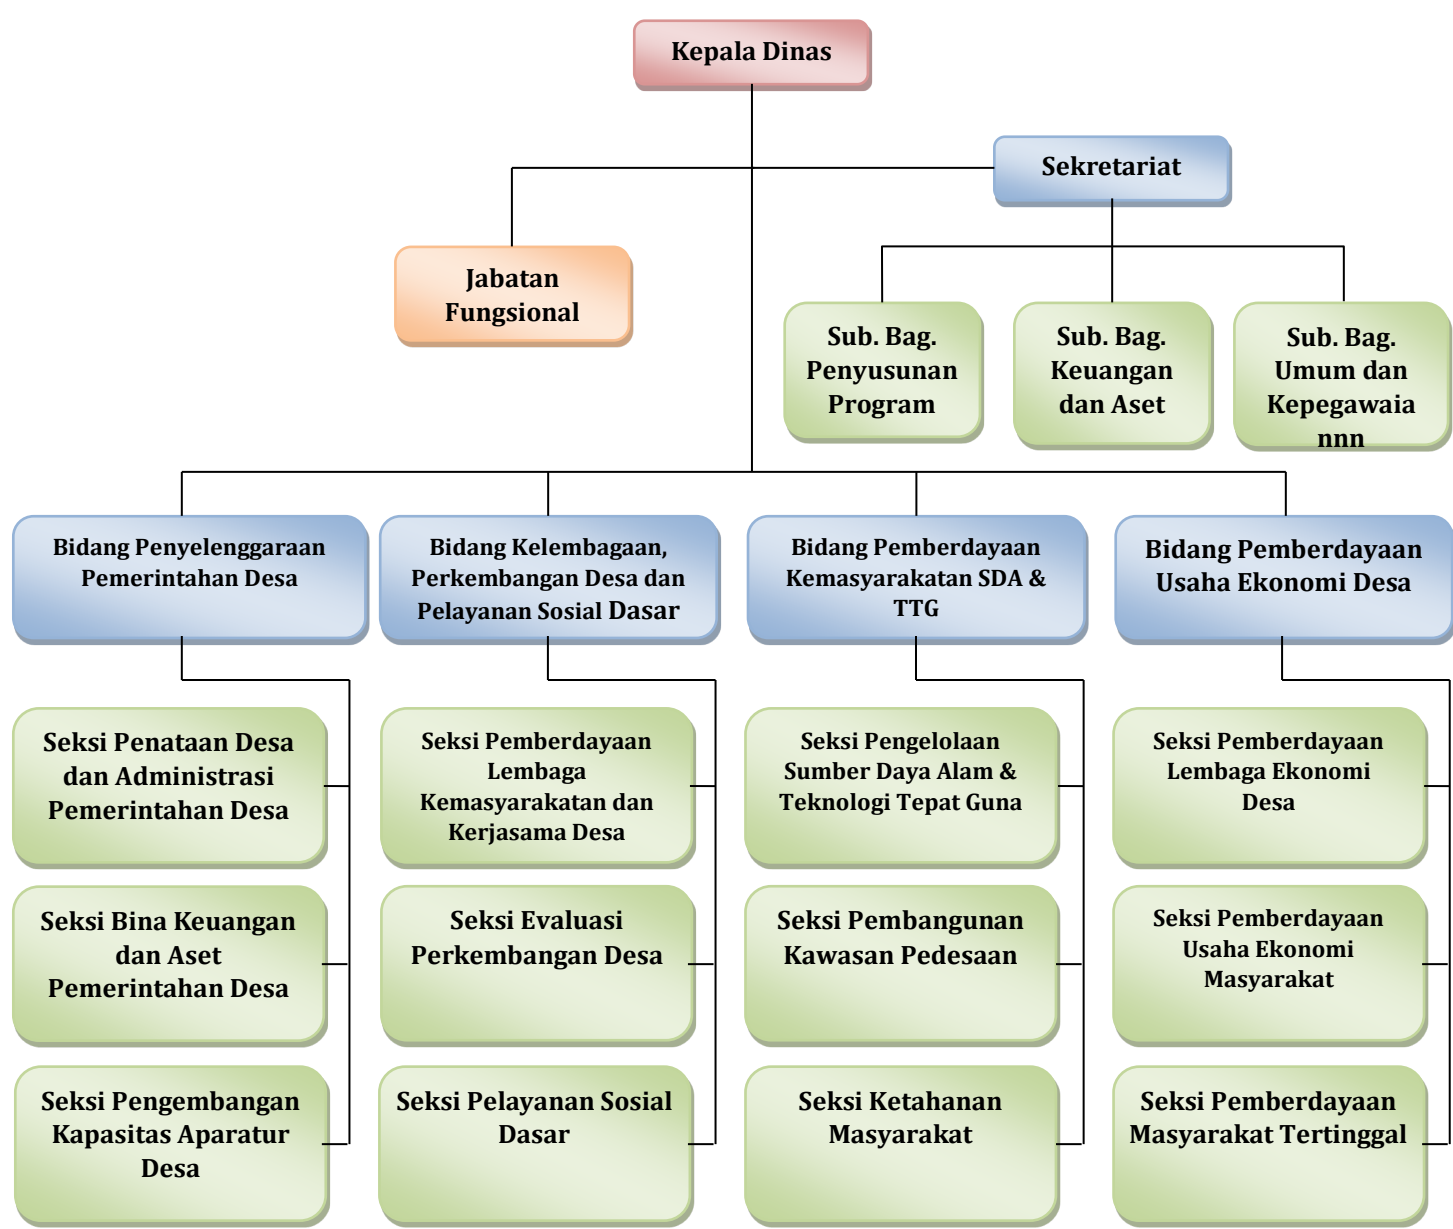 Kepala Dinas
Sekretariat
Jabatan
Fungsional
Sub. Bag.
Penyusunan
Program
Sub. Bag.
Keuangan
dan Aset
Sub. Bag.
Umum dan
Kepegawaia
nnn
Bidang Penyelenggaraan
Pemerintahan Desa
Bidang Kelembagaan,
Perkembangan Desa dan
Pelayanan Sosial Dasar
Bidang Pemberdayaan
Kemasyarakatan SDA &
TTG
Bidang Pemberdayaan
Usaha Ekonomi Desa
Seksi Penataan Desa
dan Administrasi
Pemerintahan Desa
Seksi Pemberdayaan
Lembaga
Kemasyarakatan dan
Kerjasama Desa
Seksi Pengelolaan
Sumber Daya Alam &
Teknologi Tepat Guna
Seksi Pemberdayaan
Lembaga Ekonomi
Desa
Seksi Bina Keuangan
dan Aset
Pemerintahan Desa
Seksi Evaluasi
Perkembangan Desa
Seksi Pembangunan
Kawasan Pedesaan
Seksi Pemberdayaan
Usaha Ekonomi
Masyarakat
Seksi Pengembangan
Kapasitas Aparatur
Desa
Seksi Pelayanan Sosial
Dasar
Seksi Ketahanan
Masyarakat
Seksi Pemberdayaan
Masyarakat Tertinggal